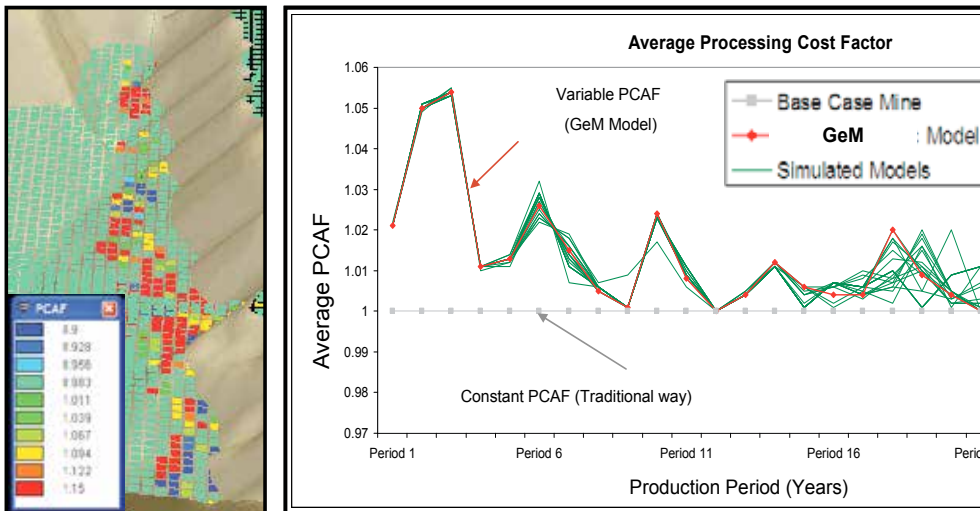 PCAF
0.9
0.928
0.956
0.983
1.011
1.039
1.067
1.094
1.122
1.15
Average Processing Cost Factor
1.06
1.05
1.04
1.03
1.02
1.01
1
0.99
0.98
0.97
Average PCAF
Variable PCAF
(GeM Model)
Base Case Mine
GeM : Model
Simulated Models
Constant PCAF (Traditional way)
Period 1
Period 6
Period 11
Period 16
Perio
Production Period (Years)